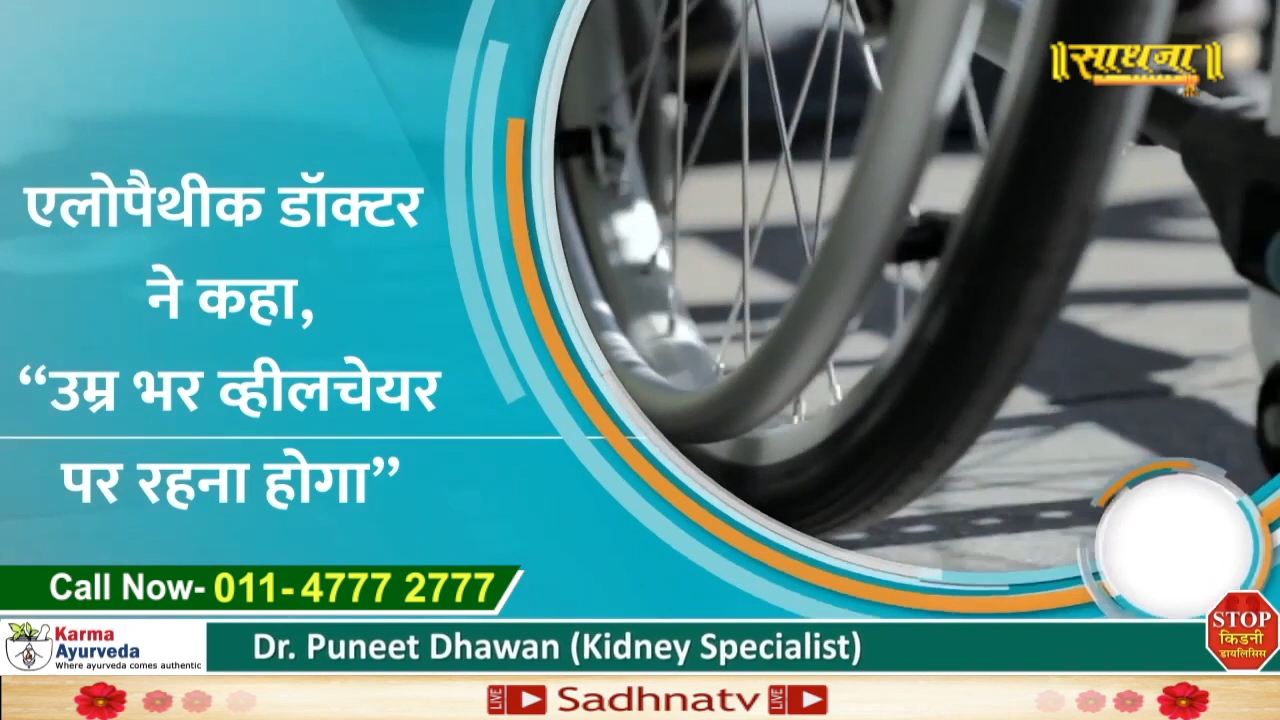 ॥साधना॥
एलोपैथीक डॉक्टर
ने कहा,
“उम्र भर व्हीलचेयर
पर रहना होगा”
Call Now- 011- 4777 2777
Karma
Ayurveda
Where ayurveda comes authentic
Dr. Puneet Dhawan (Kidney Specialist)
STOP
किडनी
डायलिसिस
LIVE Sadhnatv LIVE